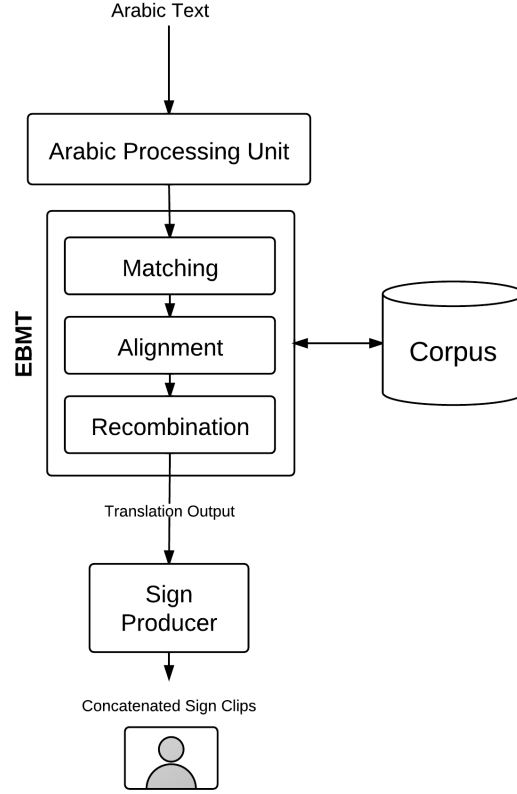 Arabic Text
Arabic Processing Unit
EBMT
Matching
Alignment
Recombination
Corpus
Translation Output
Sign
Producer
Concatenated Sign Clips